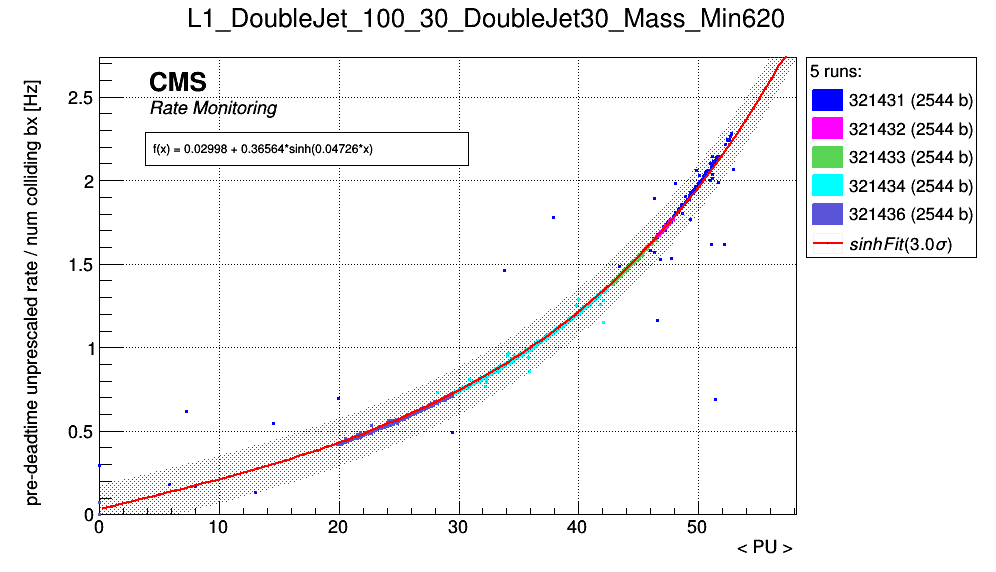 L1_DoubleJet_100_30_DoubleJet30_Mass_Min620
pre-deadtime unprescaled rate / num colliding bx [Hz]
CMS
Rate Monitoring
f(x) = 0.02998 + 0.36564*sinh(0.04726*x)
2.5
2
1.5
1
0.5
0
0 10 20 30 40 50
< PU >
5 runs:
321431 (2544 b)
321432 (2544 b)
321433 (2544 b)
321434 (2544 b)
321436 (2544 b)
sinhFit(3.0σ)